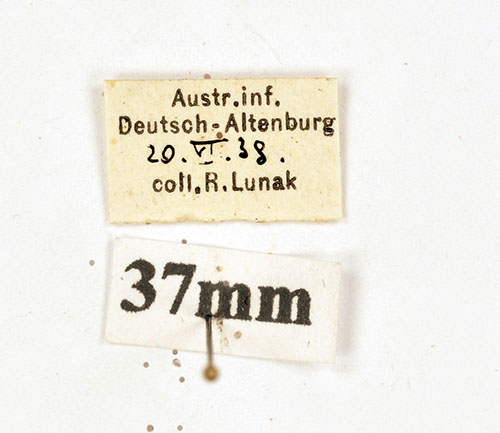 Austr.inf.
Deutsch-Altenburg
20.VI.38.
coll.R.Lunak
37mm